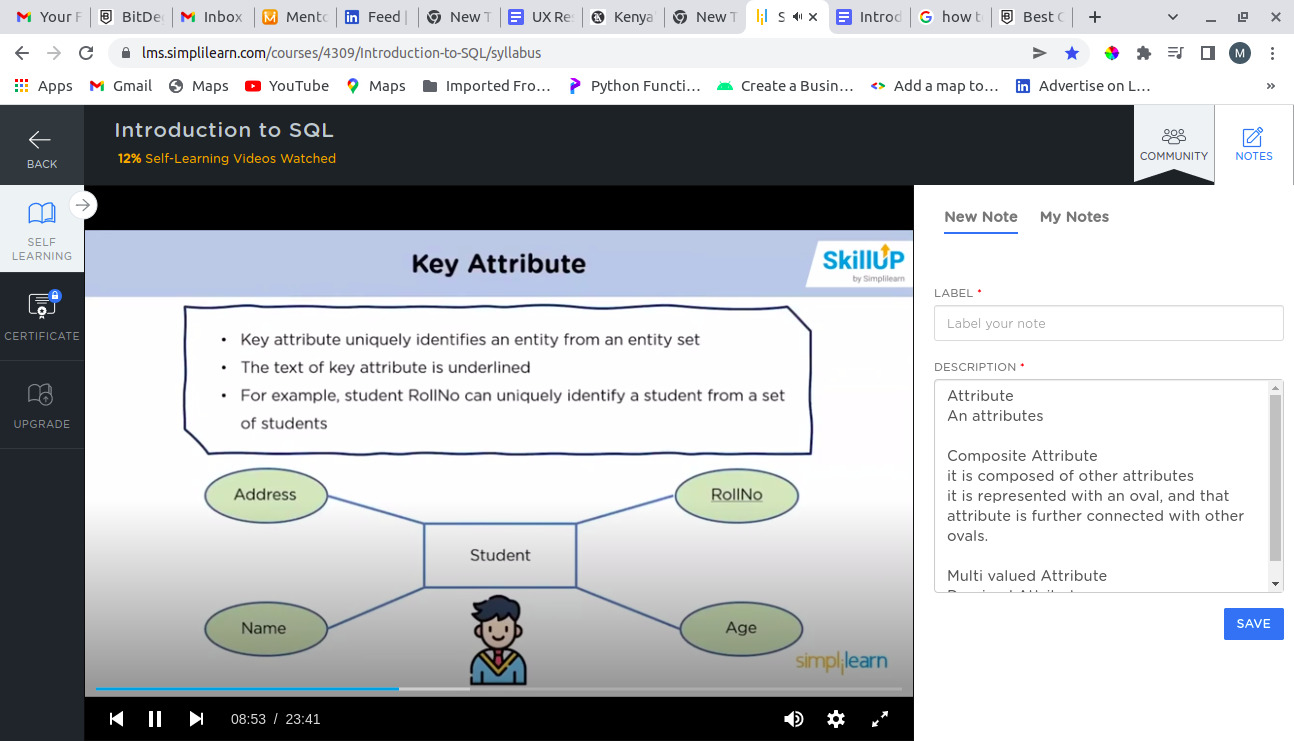 Your F
BitDe
Inbox
Mento
Feed |
New T
UX Re
Kenya
New T
S
Introd
how t
Best C
lms.simplilearn.com/courses/4309/Introduction-to-SQL/syllabus
M
Apps
Gmail
Maps
YouTube
Maps
Imported Fro...
Python Functi...
Create a Busin...
Add a map to...
Advertise on L...
»
Introduction to SQL
12% Self-Learning Videos Watched
BACK
COMMUNITY
NOTES
SELF
LEARNING
CERTIFICATE
UPGRADE
Key Attribute
SkillUP
by Simplilearn
• Key attribute uniquely identifies an entity from an entity set
• The text of key attribute is underlined
• For example, student RollNo can uniquely identify a student from a set
of students
Address
RollNo
Student
Name
Age
simplilearn
08:53 / 23:41
New Note
My Notes
LABEL *
Label your note
DESCRIPTION *
Attribute
An attributes
Composite Attribute
it is composed of other attributes
it is represented with an oval, and that
attribute is further connected with other
ovals.
Multi valued Attribute
SAVE